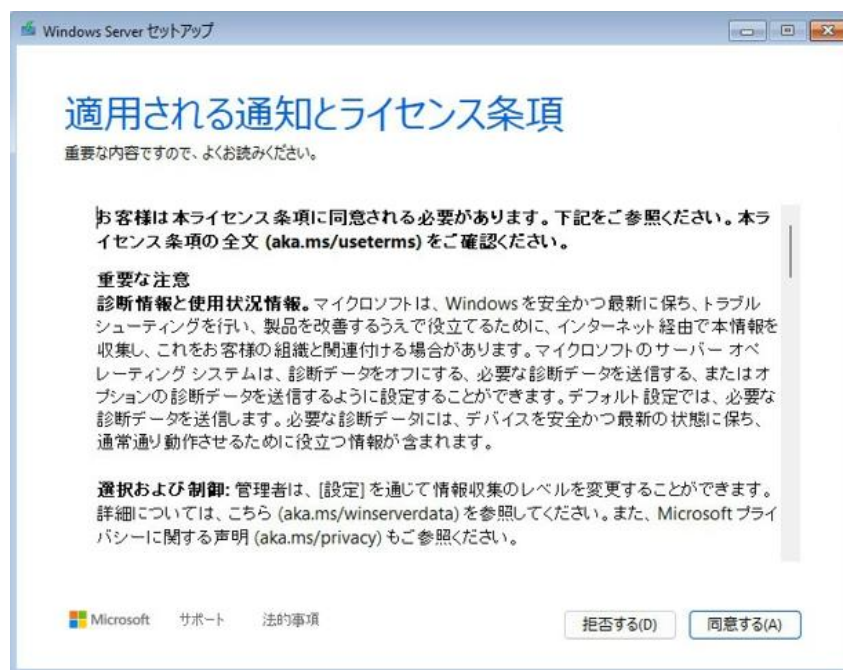 Windows Server セットアップ
適用される通知とライセンス条項
重要な内容ですので、よくお読みください。
お客様は本ライセンス条項に同意される必要があります。下記をご参照ください。本ラ
イセンス条項の全文 (aka.ms/useterms) をご確認ください。
重要な注意
診断情報と使用状況情報。マイクロソフトは、Windows を安全かつ最新に保ち、トラブル
シューティングを行い、製品を改善するうえで役立てるために、インターネット経由で本情報を
収集し、これをお客様の組織と関連付ける場合があります。マイクロソフトのサーバー オペ
レーティング システムは、診断データをオフにする、必要な診断データを送信する、またはオ
プションの診断データを送信するように設定することができます。デフォルト設定では、必要な
診断データを送信します。必要な診断データには、デバイスを安全かつ最新の状態に保ち、
通常通り動作させるために役立つ情報が含まれます。
選択および制御: 管理者は、[設定] を通じて情報収集のレベルを変更することができます。
詳細については、こちら (aka.ms/winserverdata) を参照してください。また、Microsoft プライ
バシーに関する声明 (aka.ms/privacy) もご参照ください。
Microsoft サポート 法的事項 拒否する(D) 同意する(A)